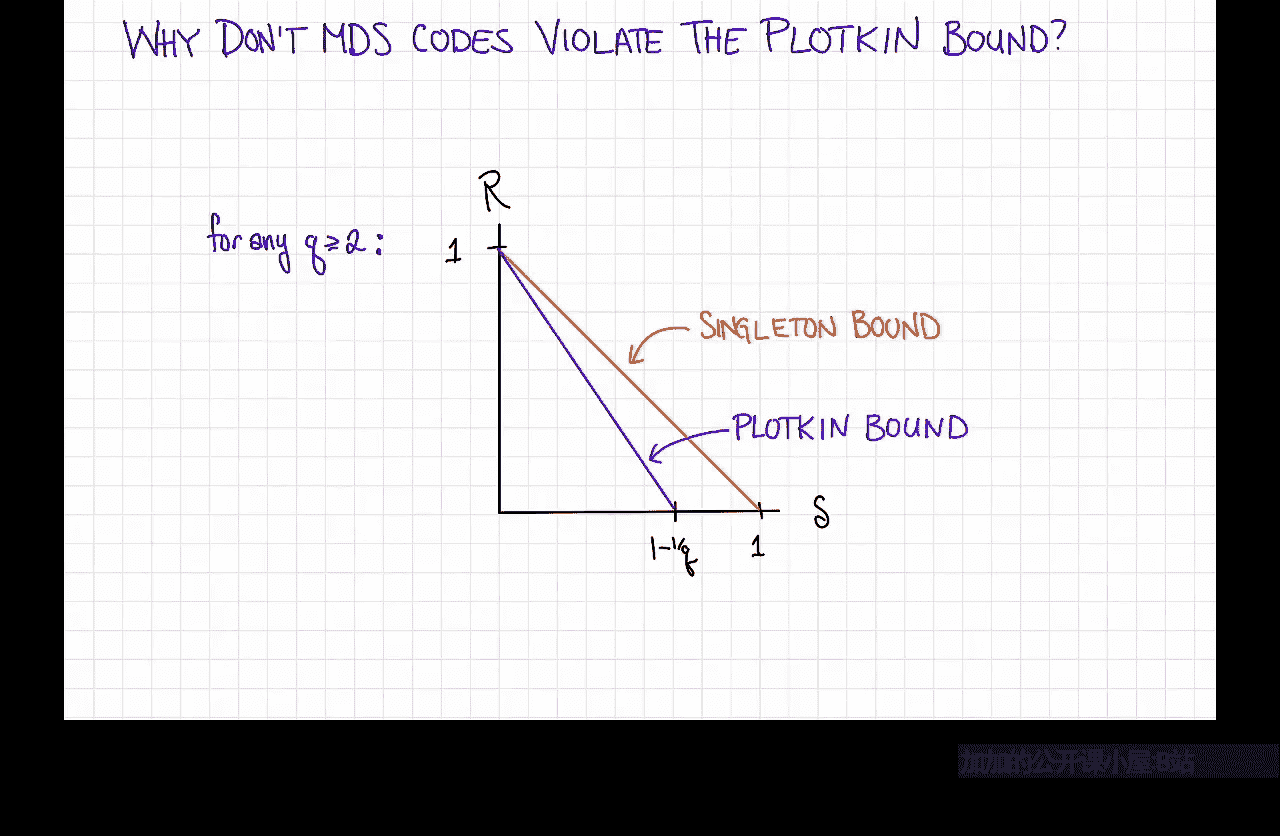 WHY DON'T MDS CODES VIOLATE THE PLOTKIN BOUND?
R
for any q≥2:
1
SINGLETON BOUND
PLOTKIN BOUND
δ
1-1/q
1
加加的公开课小屋 B站